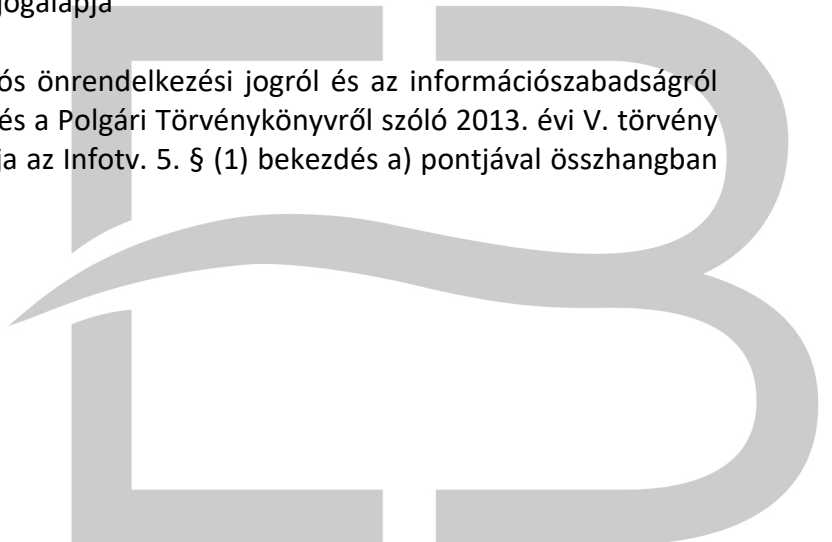 jogalapja
ós önrendelkezési jogról és az információszabadságról
és a Polgári Törvénykönyvről szóló 2013. évi V. törvény
ja az Infotv. 5. § (1) bekezdés a) pontjával összhangban